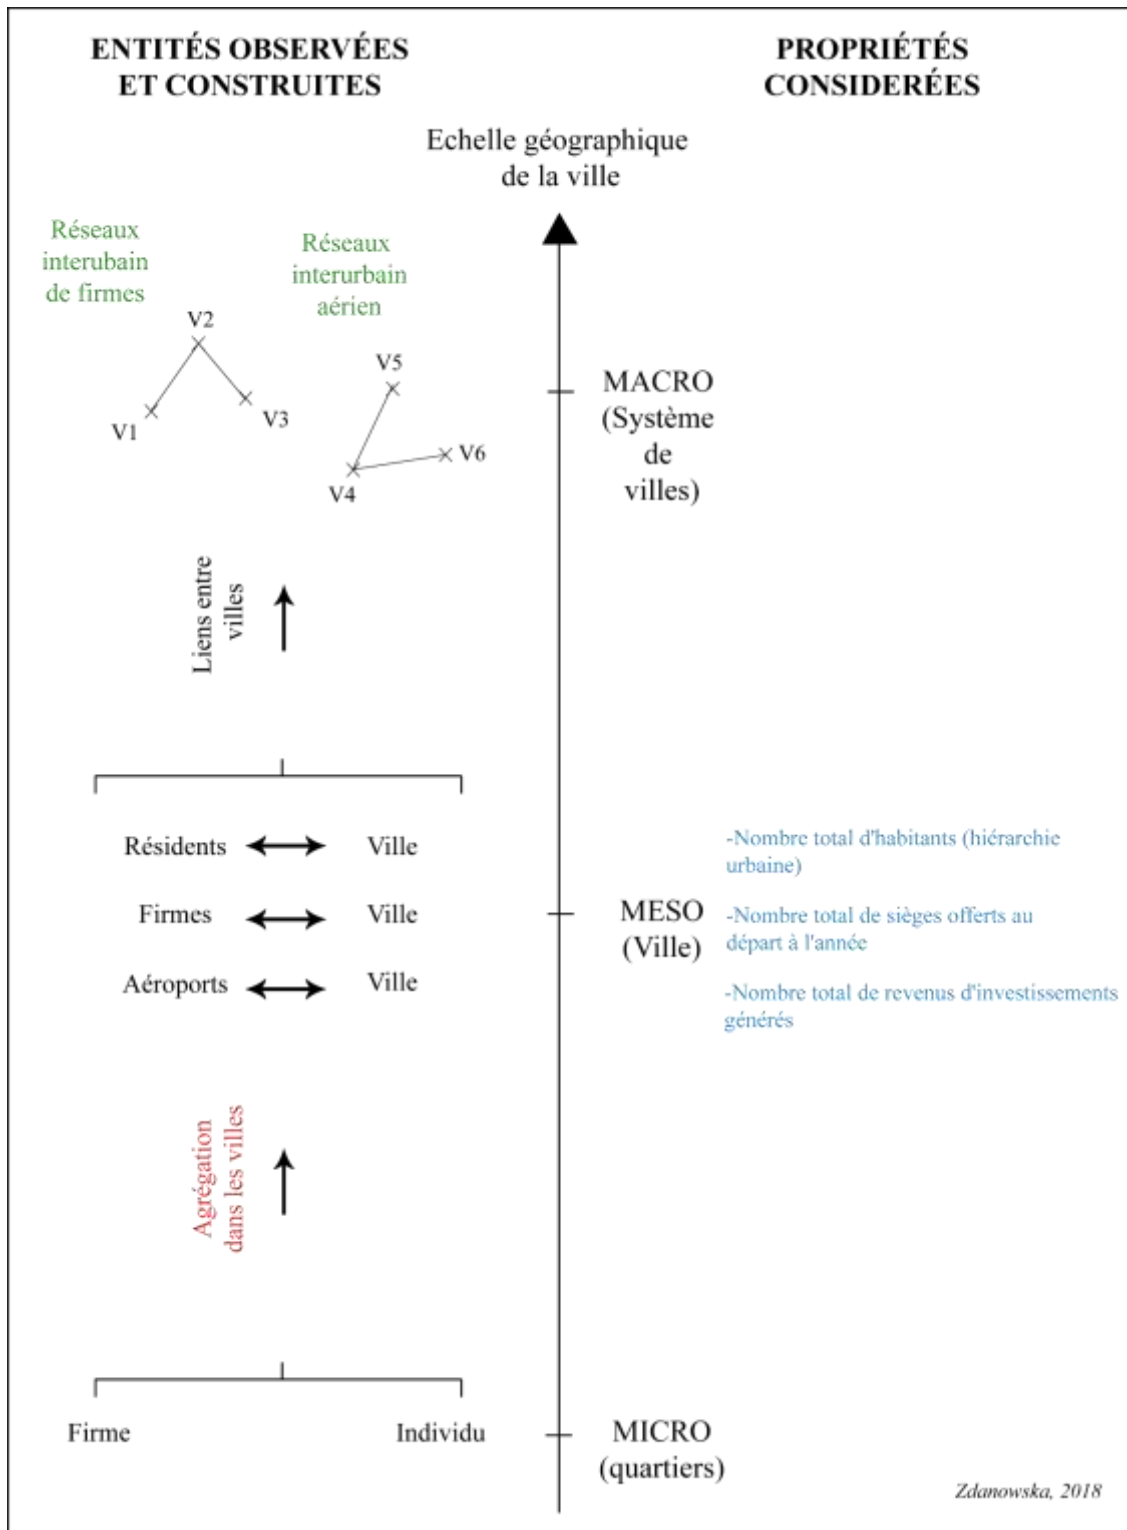 ENTITÉS OBSERVÉES
ET CONSTRUITES
PROPRIÉTÉS
CONSIDERÉES
Echelle géographique
de la ville
Réseaux
interubain
de firmes
Réseaux
interurbain
aérien
V2
V1
V3
V5
V6
V4
MACRO
(Système
de
villes)
Liens entre
villes
Résidents
Ville
Firmes
Ville
Aéroports
Ville
MESO
(Ville)
-Nombre total d'habitants (hiérarchie
urbaine)
-Nombre total de sièges offerts au
départ à l'année
-Nombre total de revenus d'investissements
générés
Agrégation
dans les villes
Firme
Individu
MICRO
(quartiers)
Zdanowska, 2018